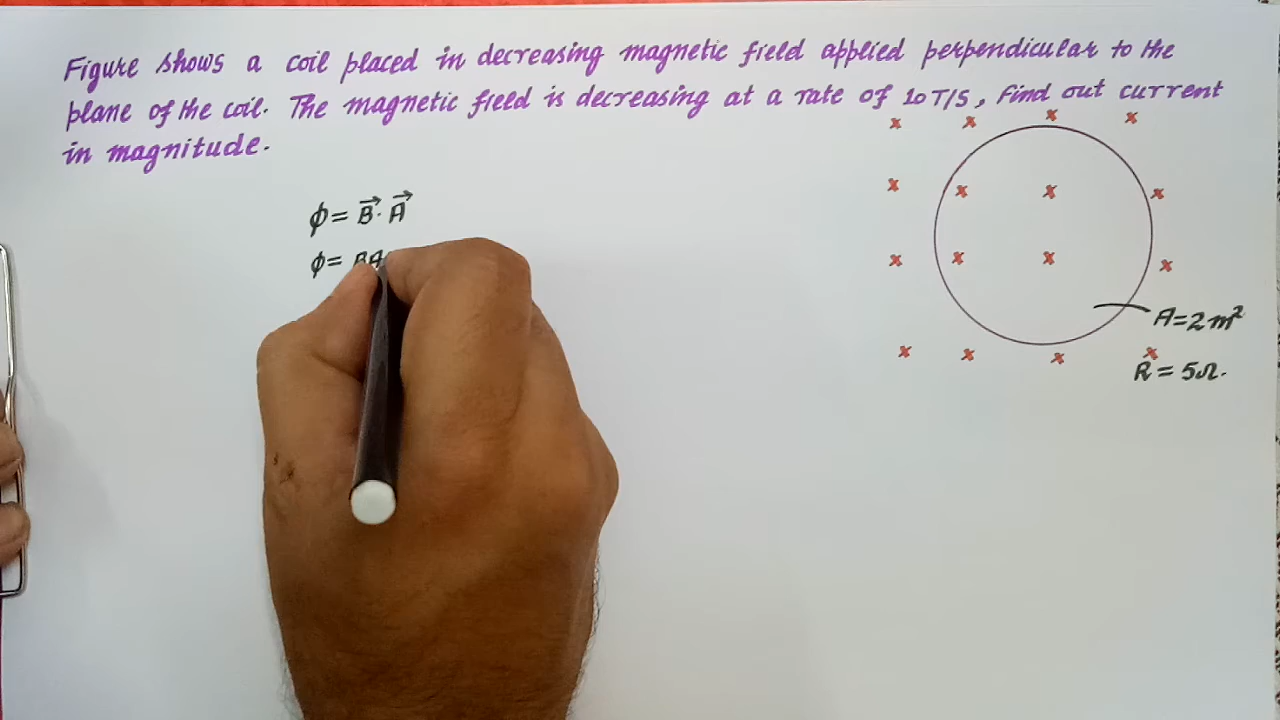 Figure shows a coil placed in decreasing magnetic field applied perpendicular to the
plane of the coil. The magnetic field is decreasing at a rate of 10T/S, Find out current
in magnitude.
ϕ = B⃗ · A⃗
ϕ = BA
A=2m²
R = 5Ω.